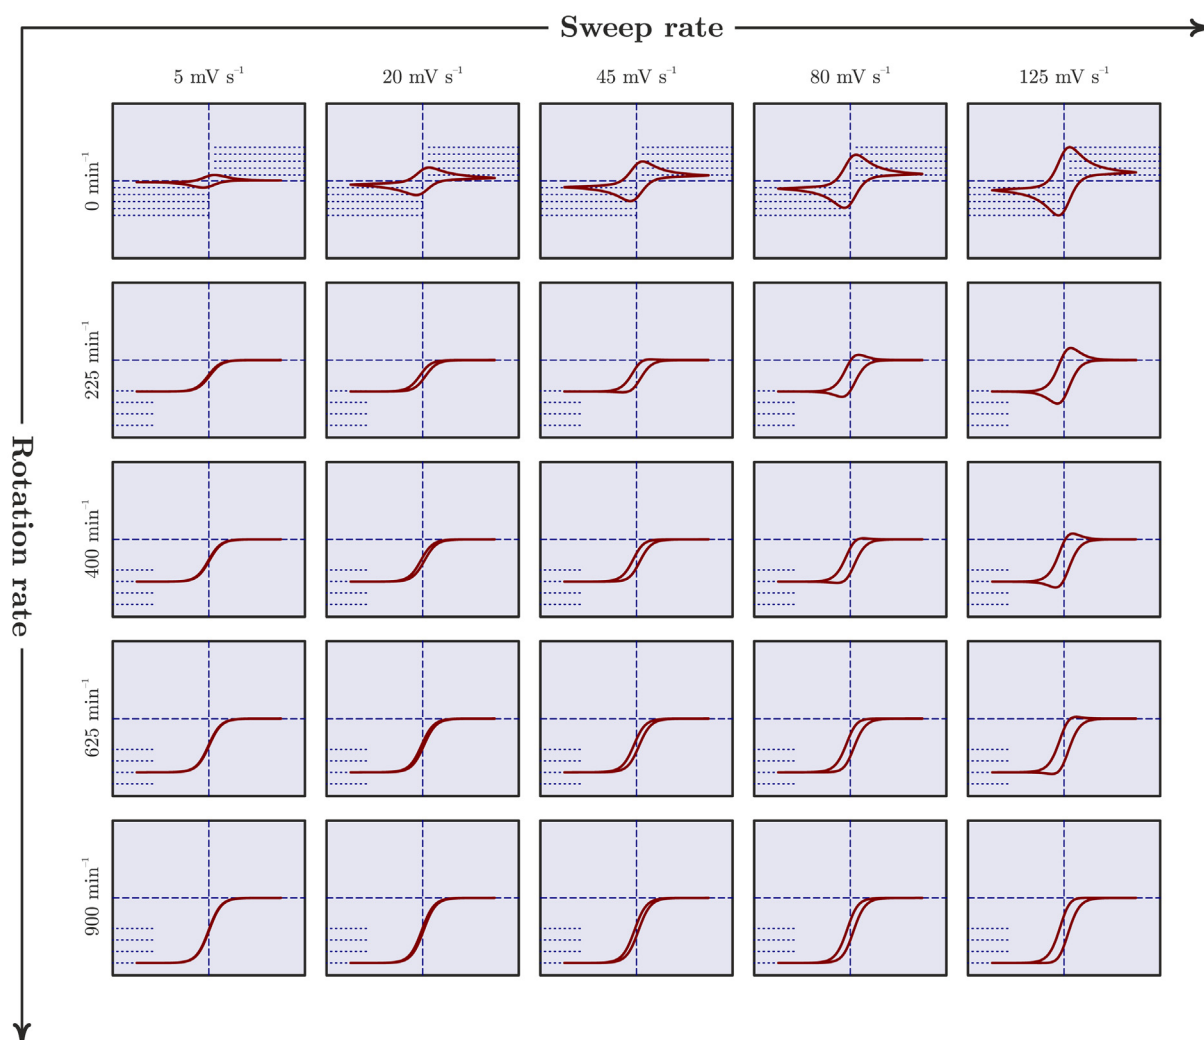 Sweep rate
5 mV s⁻¹
20 mV s⁻¹
45 mV s⁻¹
80 mV s⁻¹
125 mV s⁻¹
Rotation rate
0 min⁻¹
225 min⁻¹
400 min⁻¹
625 min⁻¹
900 min⁻¹